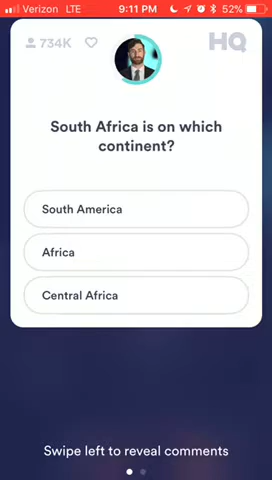 Verizon LTE 9:11 PM 52%
734K HQ
South Africa is on which
continent?
South America
Africa
Central Africa
Swipe left to reveal comments